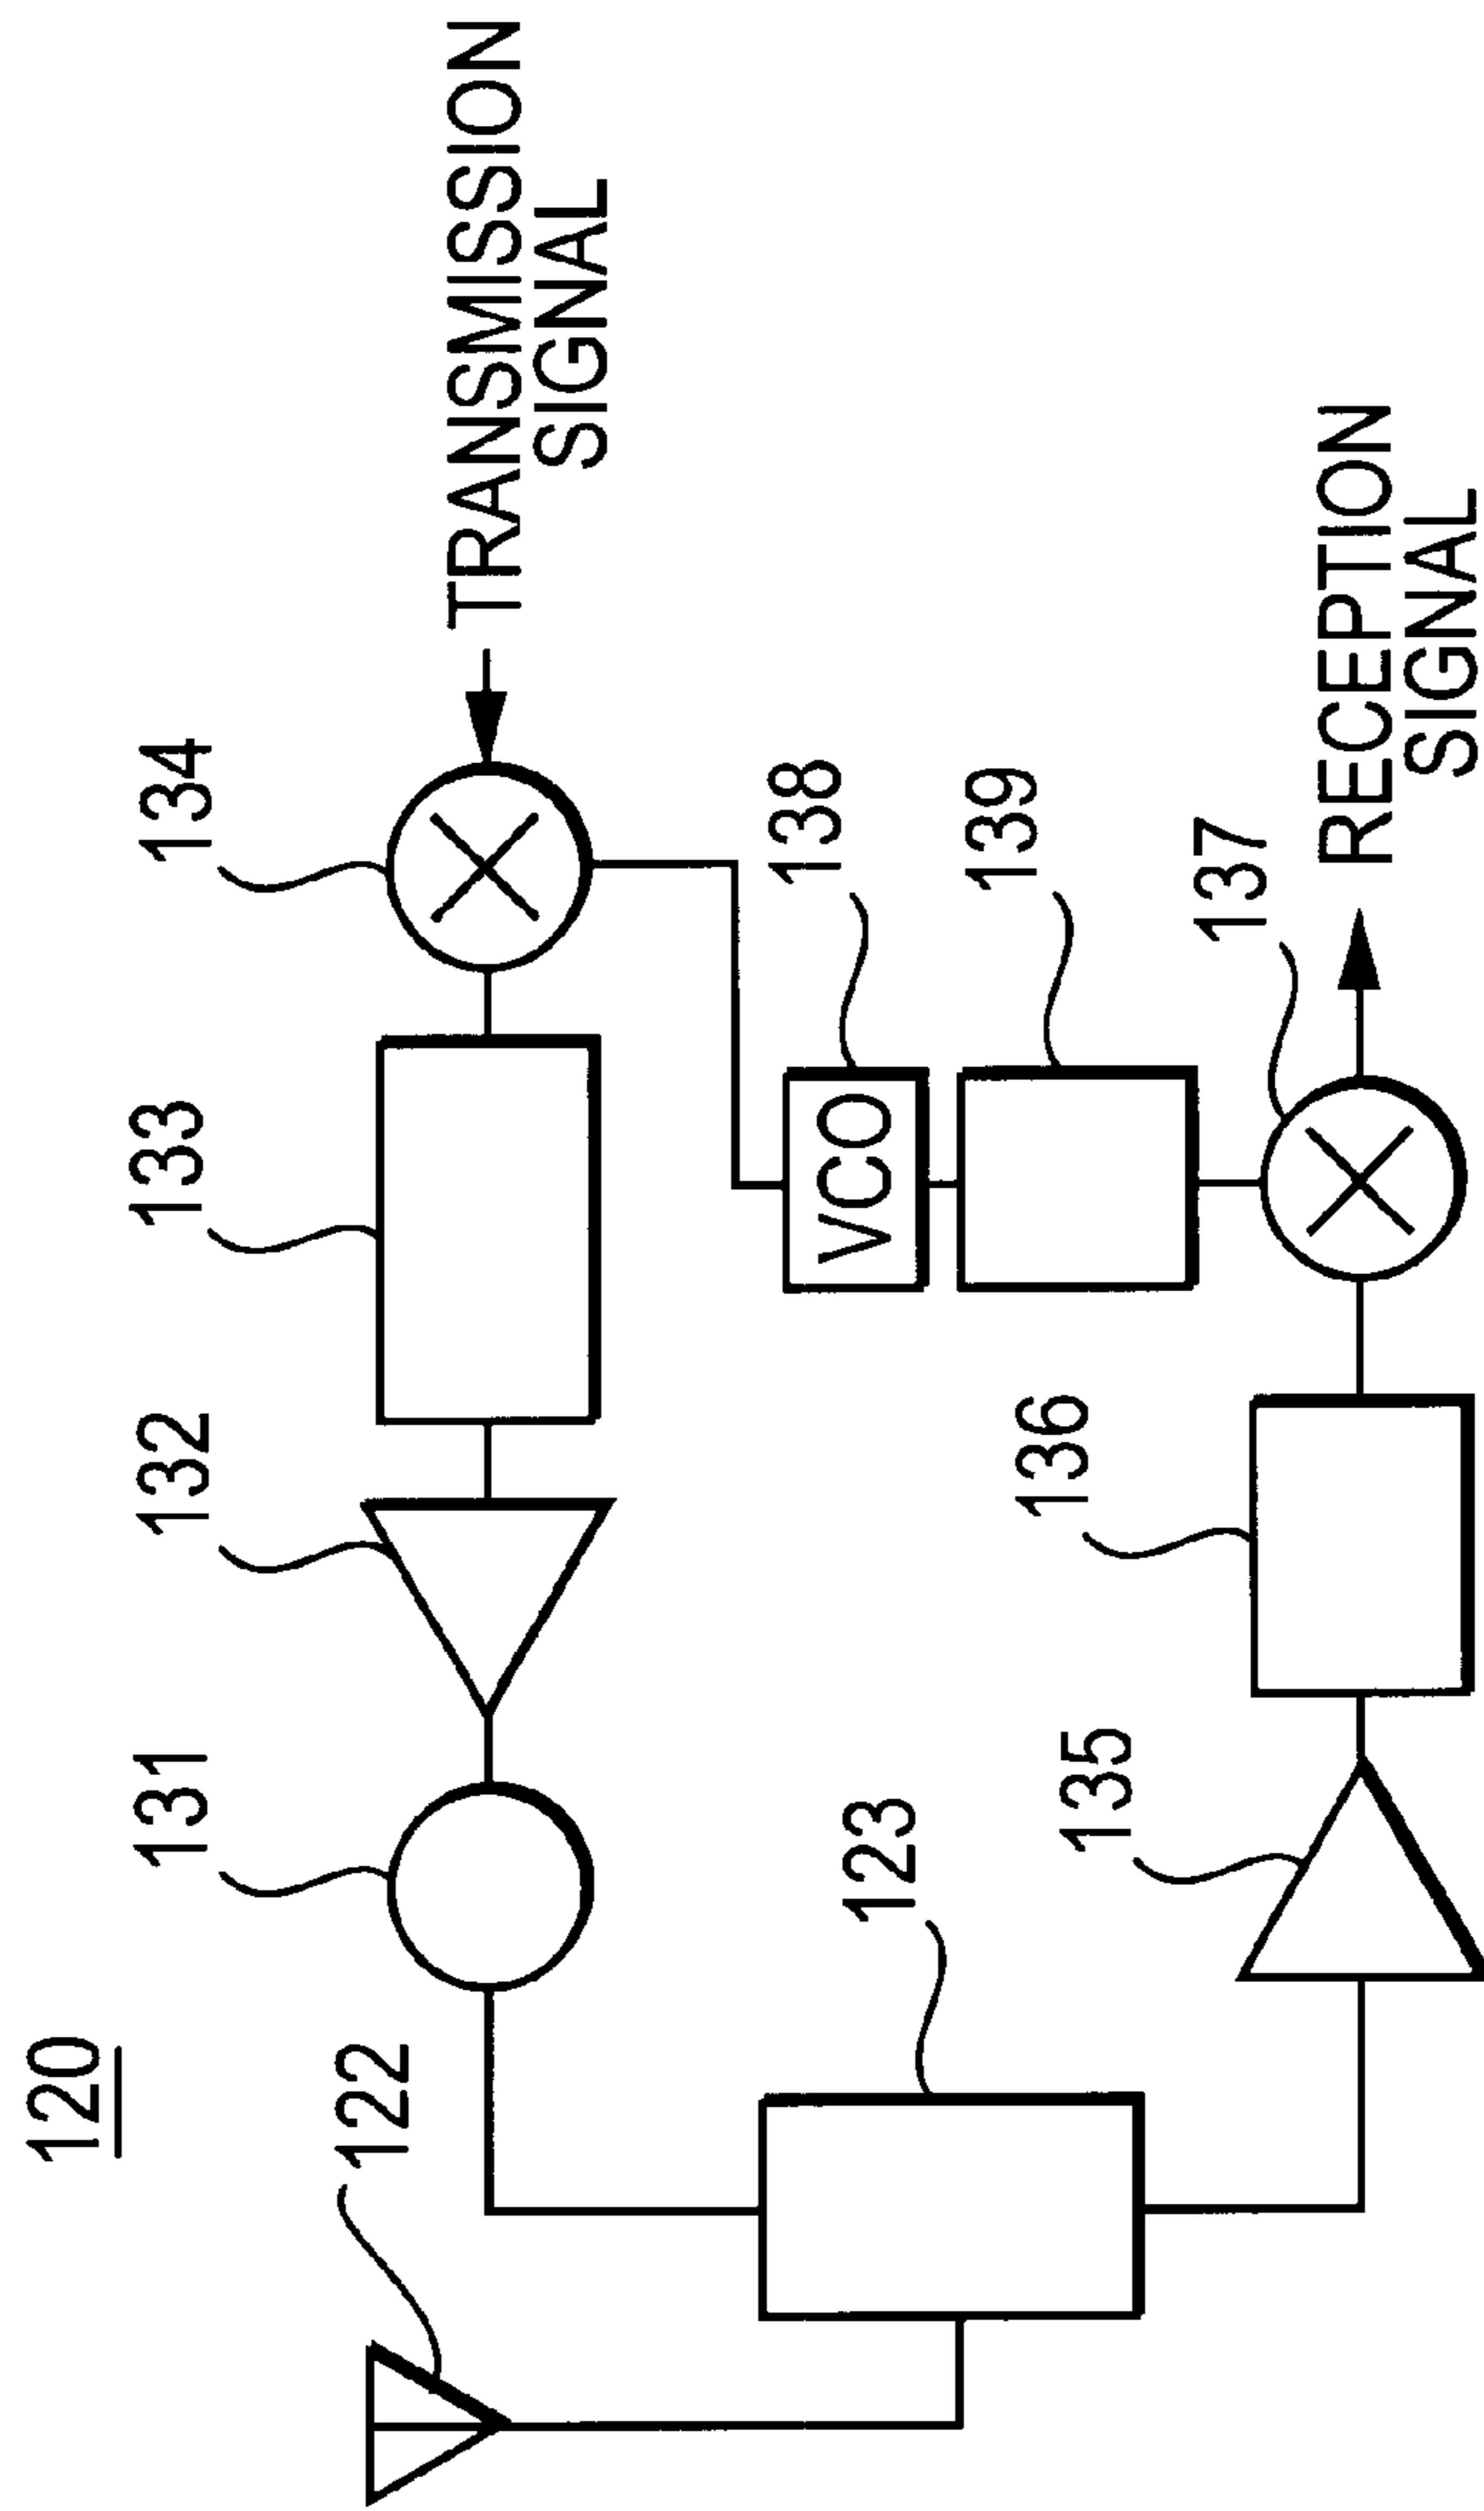 120
122
131
132
133
134
TRANSMISSION
SIGNAL
123
138
VCO
139
135
136
137
RECEPTION
SIGNAL